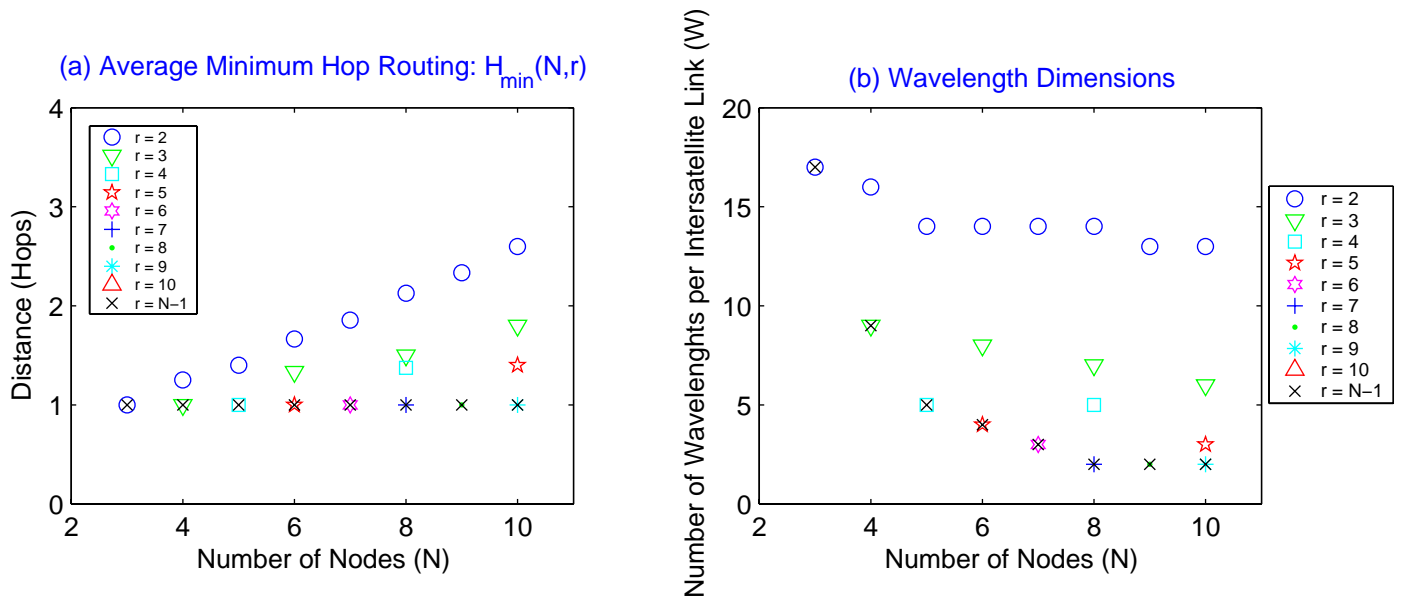 (a) Average Minimum Hop Routing: H_min(N,r)
4
3
2
1
0
Distance (Hops)
r = 2
r = 3
r = 4
r = 5
r = 6
r = 7
r = 8
r = 9
r = 10
r = N−1
2 4 6 8 10
Number of Nodes (N)
(b) Wavelength Dimensions
20
15
10
5
0
Number of Wavelenghts per Intersatellite Link (W)
2 4 6 8 10
Number of Nodes (N)
r = 2
r = 3
r = 4
r = 5
r = 6
r = 7
r = 8
r = 9
r = 10
r = N−1